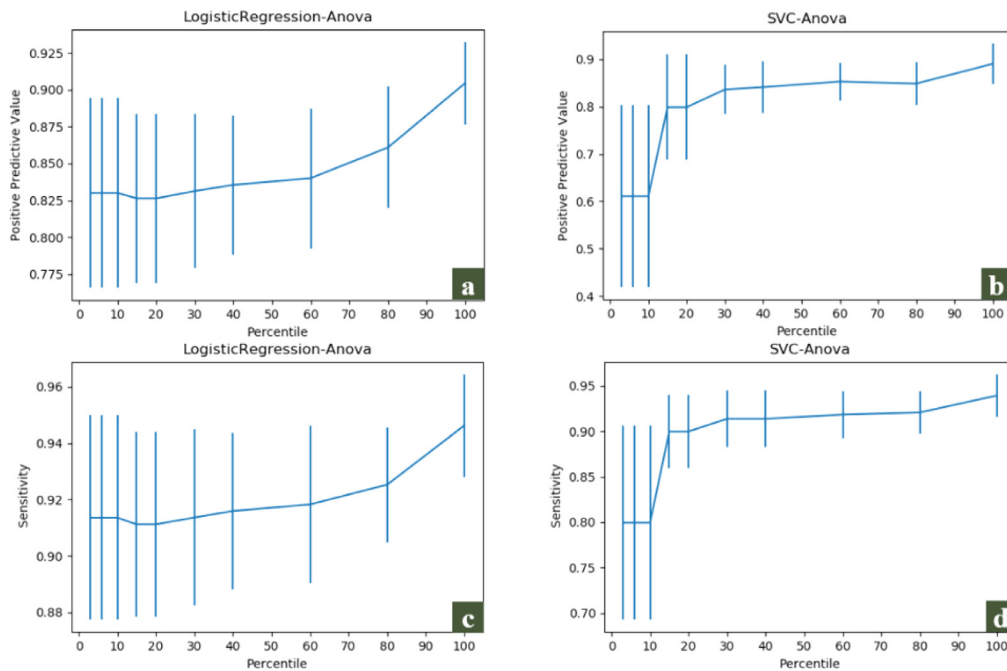 LogisticRegression-Anova
Positive Predictive Value
0.925
0.900
0.875
0.850
0.825
0.800
0.775
0 10 20 30 40 50 60 70 80 90 100
Percentile
a
SVC-Anova
Positive Predictive Value
0.9
0.8
0.7
0.6
0.5
0.4
0 10 20 30 40 50 60 70 80 90 100
Percentile
b
LogisticRegression-Anova
Sensitivity
0.96
0.94
0.92
0.90
0.88
0 10 20 30 40 50 60 70 80 90 100
Percentile
c
SVC-Anova
Sensitivity
0.95
0.90
0.85
0.80
0.75
0.70
0 10 20 30 40 50 60 70 80 90 100
Percentile
d